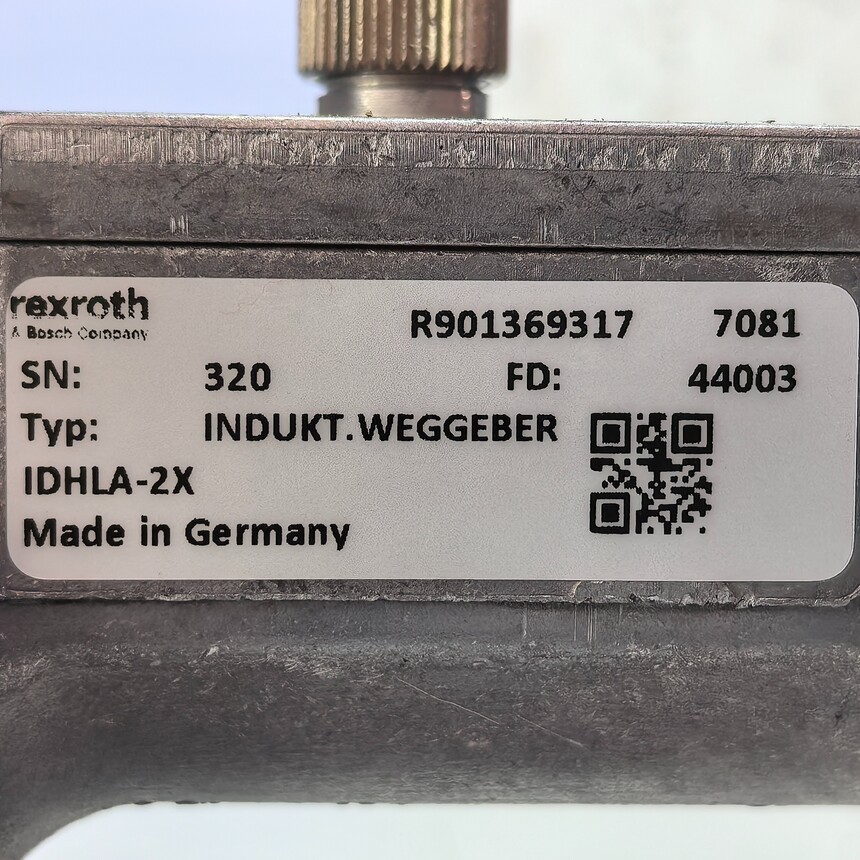 rexroth
A Bosch Company
R901369317 7081
SN: 320 FD: 44003
Typ: INDUKT.WEGGEBER
IDHLA-2X
Made in Germany